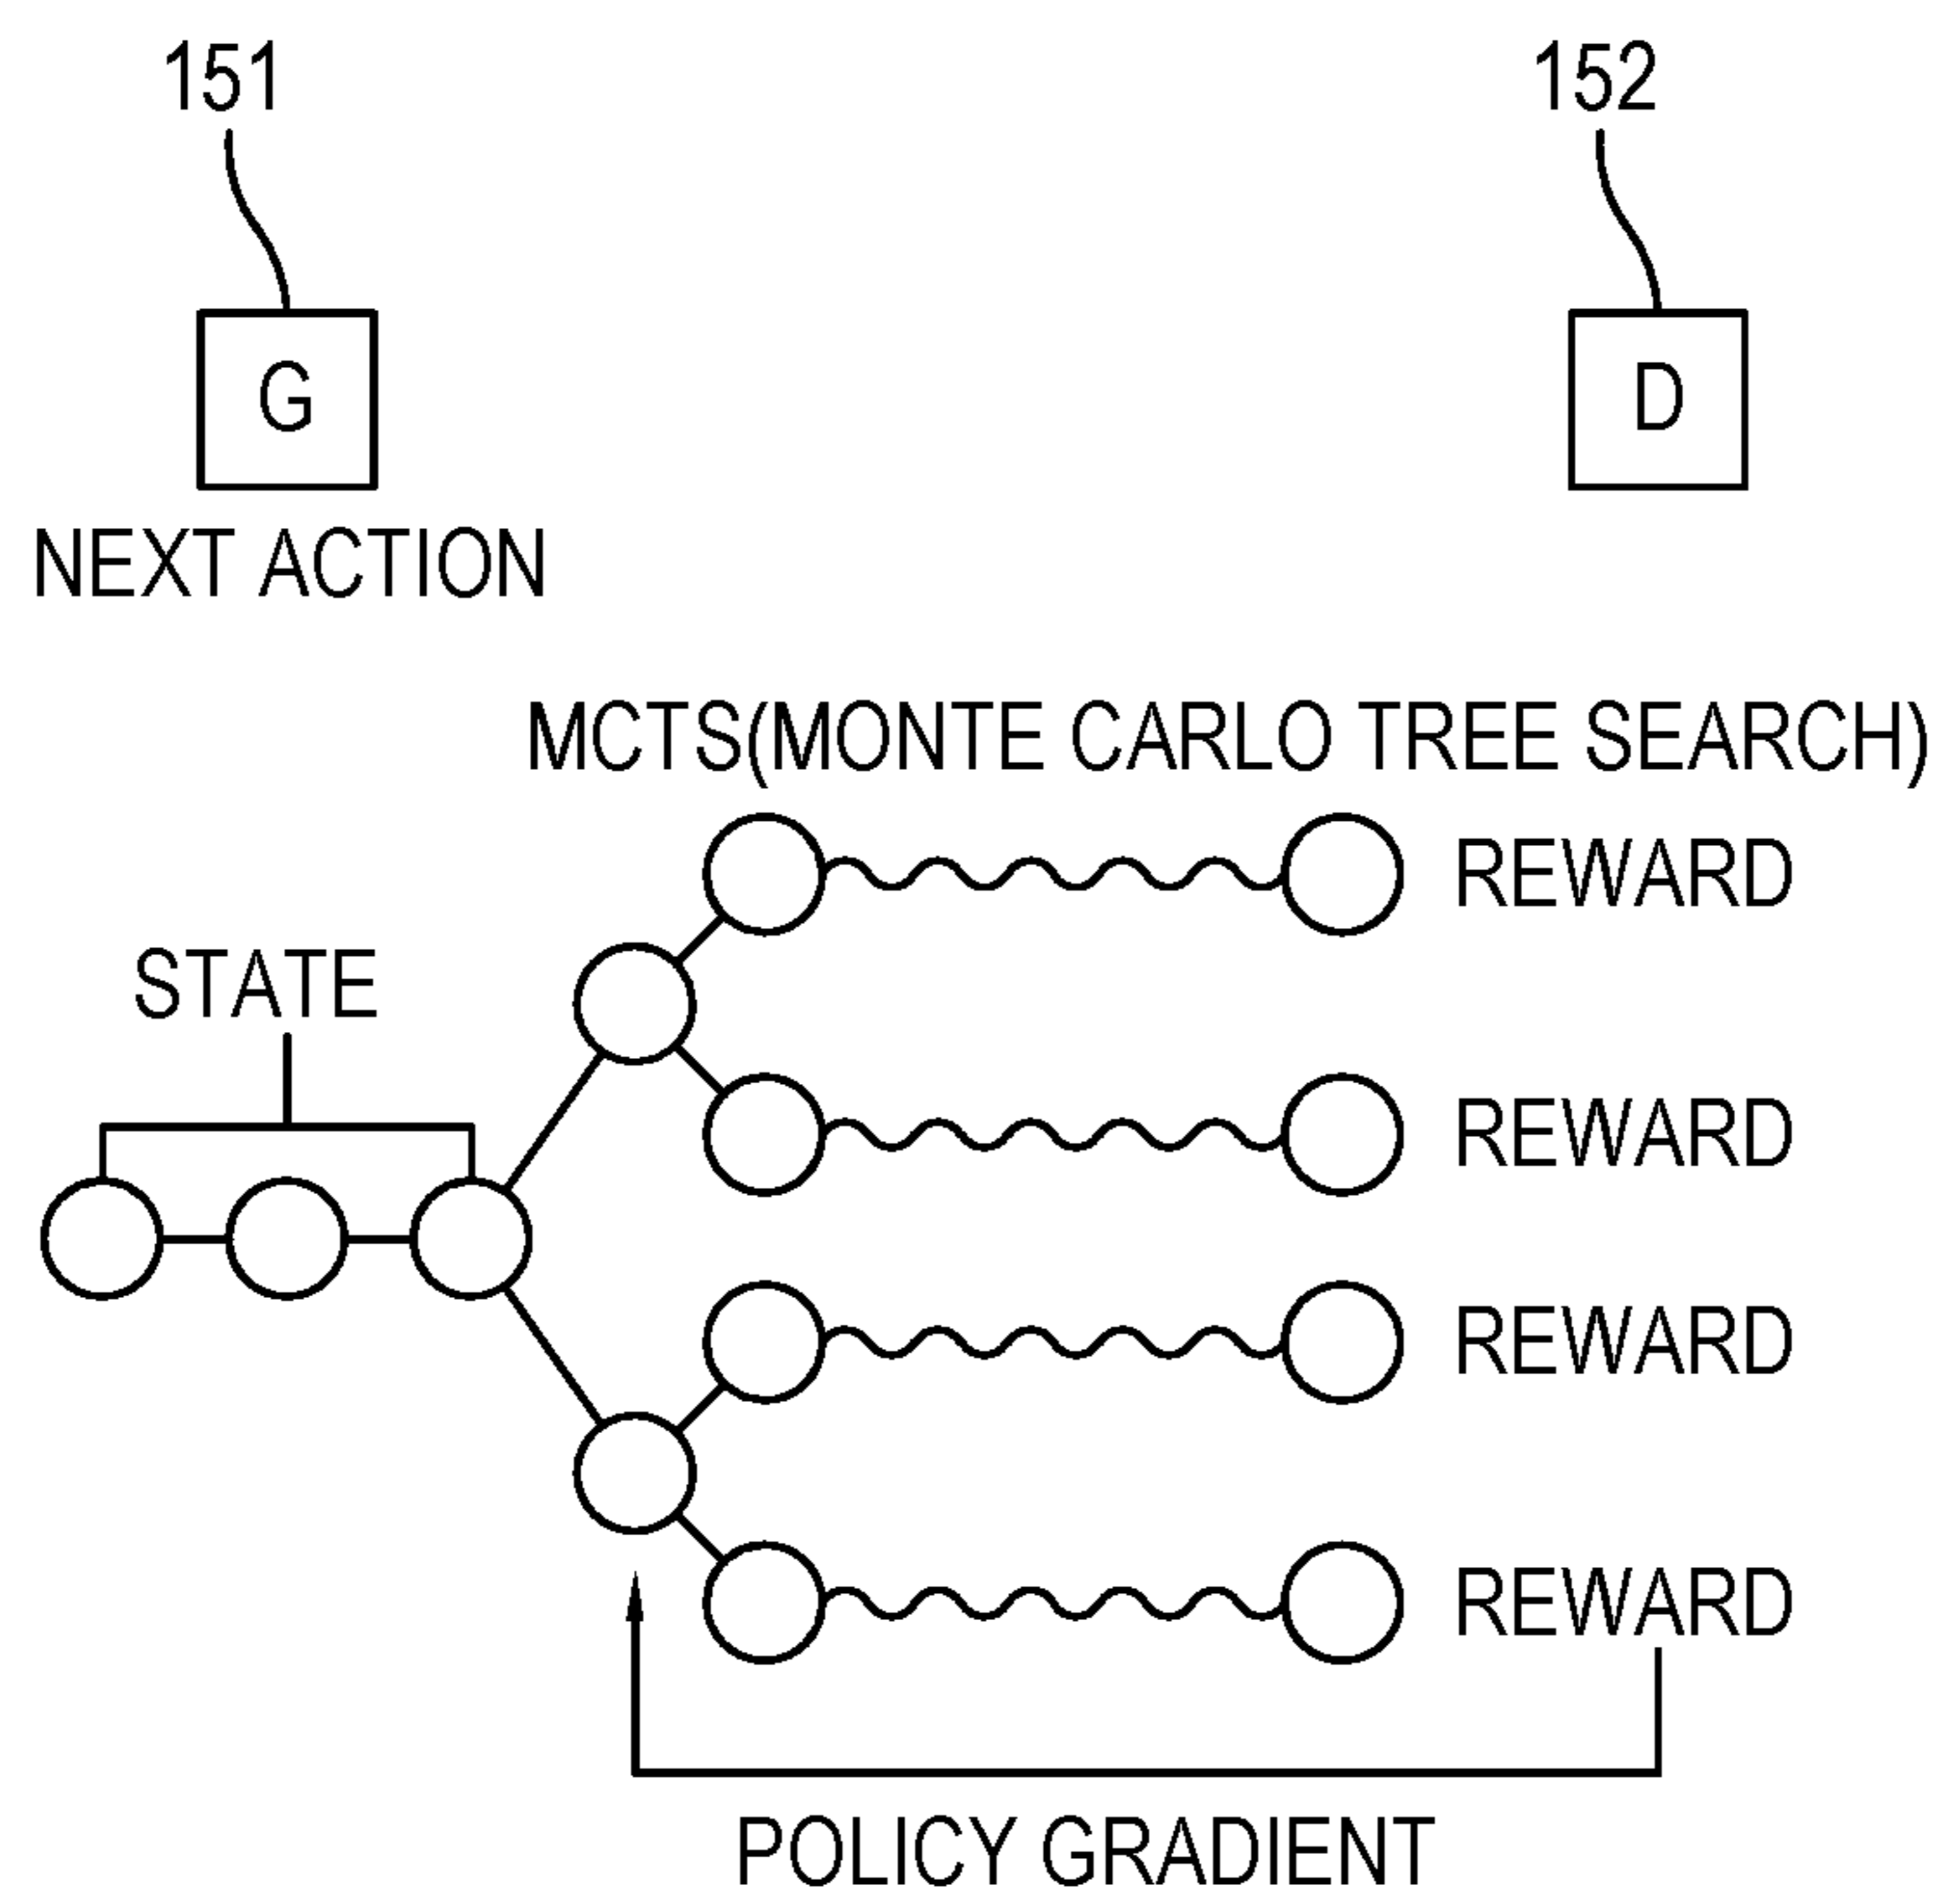 151
152
G
D
NEXT ACTION
MCTS(MONTE CARLO TREE SEARCH)
REWARD
STATE
REWARD
REWARD
REWARD
POLICY GRADIENT